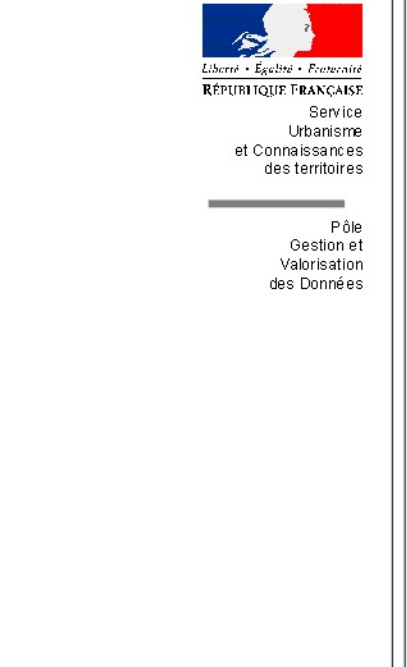 Liberté • Égalité • Fraternité
RÉPUBLIQUE FRANÇAISE
Service
Urbanisme
et Connaissances
des territoires
Pôle
Gestion et
Valorisation
des Données